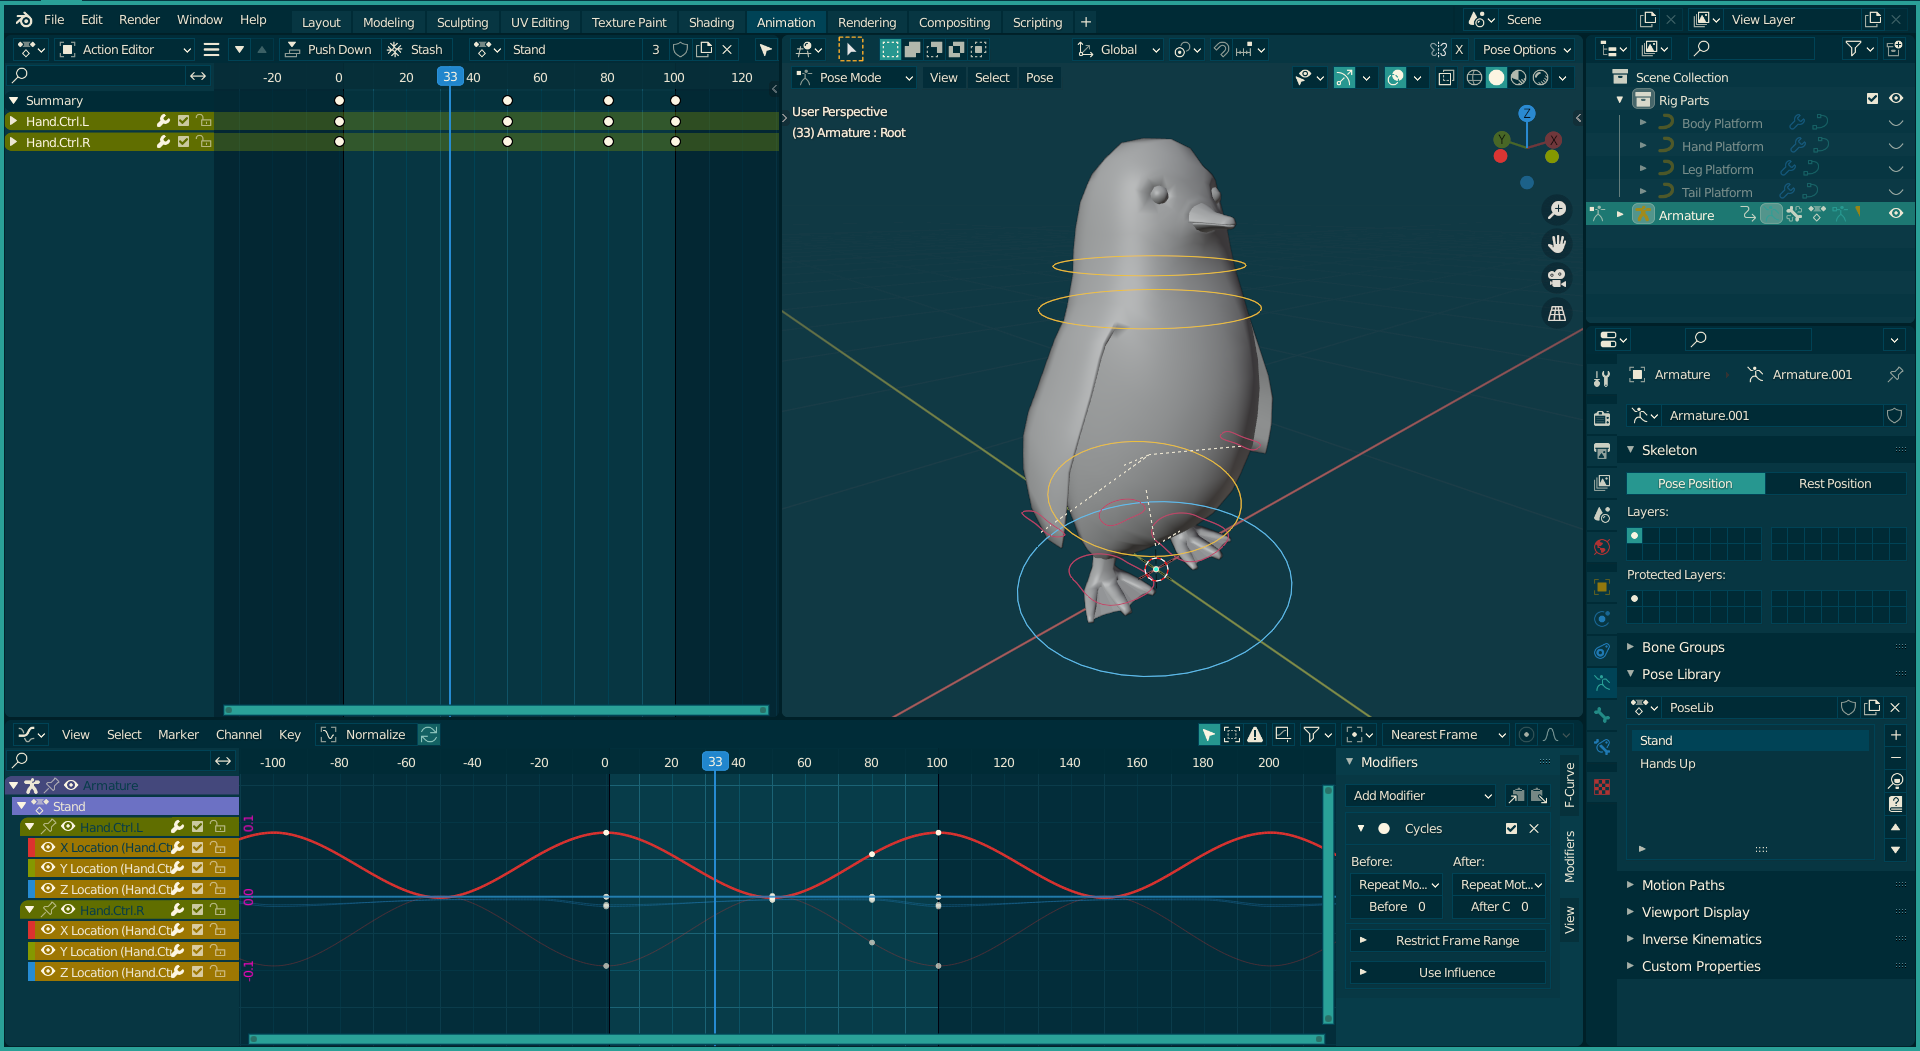 File Edit Render Window Help Layout Modeling Sculpting UV Editing Texture Paint Shading Animation Rendering Compositing Scripting + Scene View Layer
Action Editor Push Down Stash Stand 3
-20 0 20 33 40 60 80 100 120
Summary
Hand.Ctrl.L
Hand.Ctrl.R
Global X Pose Options
Pose Mode View Select Pose
User Perspective
(33) Armature : Root
Z
Y
X
Scene Collection
Rig Parts
Body Platform
Hand Platform
Leg Platform
Tail Platform
Armature
Armature Armature.001
Armature.001
Skeleton
Pose Position Rest Position
Layers:
Protected Layers:
Bone Groups
Pose Library
PoseLib
Stand
Hands Up
Motion Paths
Viewport Display
Inverse Kinematics
Custom Properties
View Select Marker Channel Key Normalize Nearest Frame
-100 -80 -60 -40 -20 0 20 33 40 60 80 100 120 140 160 180 200
Armature
Stand
Hand.Ctrl.L
X Location (Hand.Ct
Y Location (Hand.Ct
Z Location (Hand.Ct
Hand.Ctrl.R
X Location (Hand.Ct
Y Location (Hand.Ct
Z Location (Hand.Ct
0.1
0.0
-0.1
Modifiers
Add Modifier
Cycles
Before: After:
Repeat Mo... Repeat Mot...
Before 0 After C 0
Restrict Frame Range
Use Influence
F-Curve
Modifiers
View